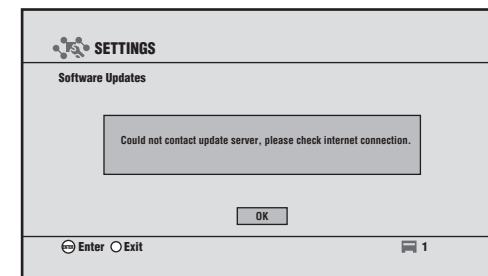 SETTINGS
Software Updates
Could not contact update server, please check internet connection.
OK
Enter Exit
1